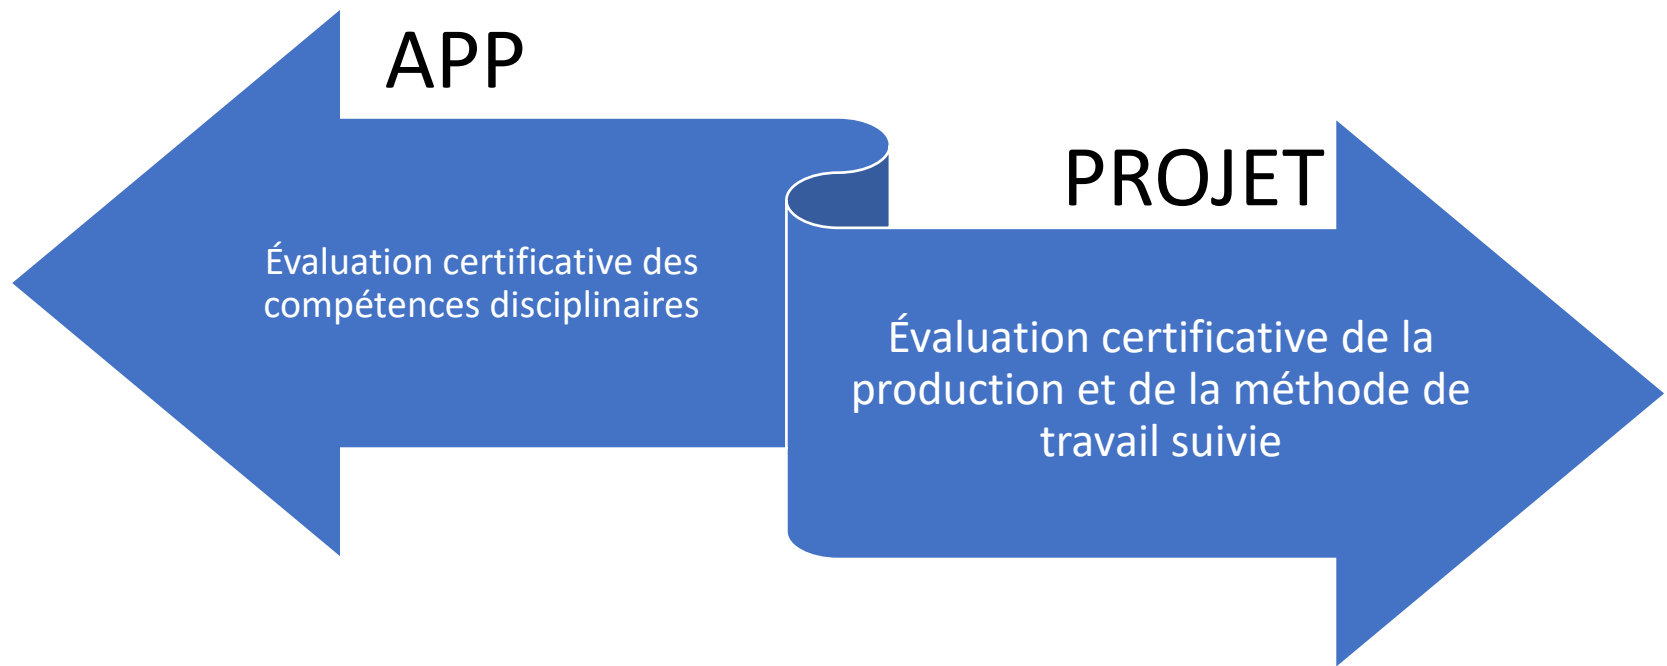 APP
Évaluation certificative des
compétences disciplinaires
PROJET
Évaluation certificative de la
production et de la méthode de
travail suivie